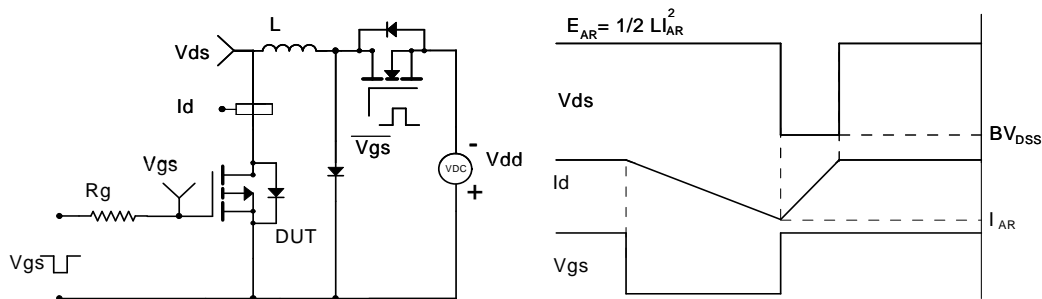 L
Vds
Id
Vgs
Vgs
Rg
DUT
Vgs
VDC
-
+
Vdd
E_AR = 1/2 LI_AR^2
Vds
BV_DSS
Id
I_AR
Vgs